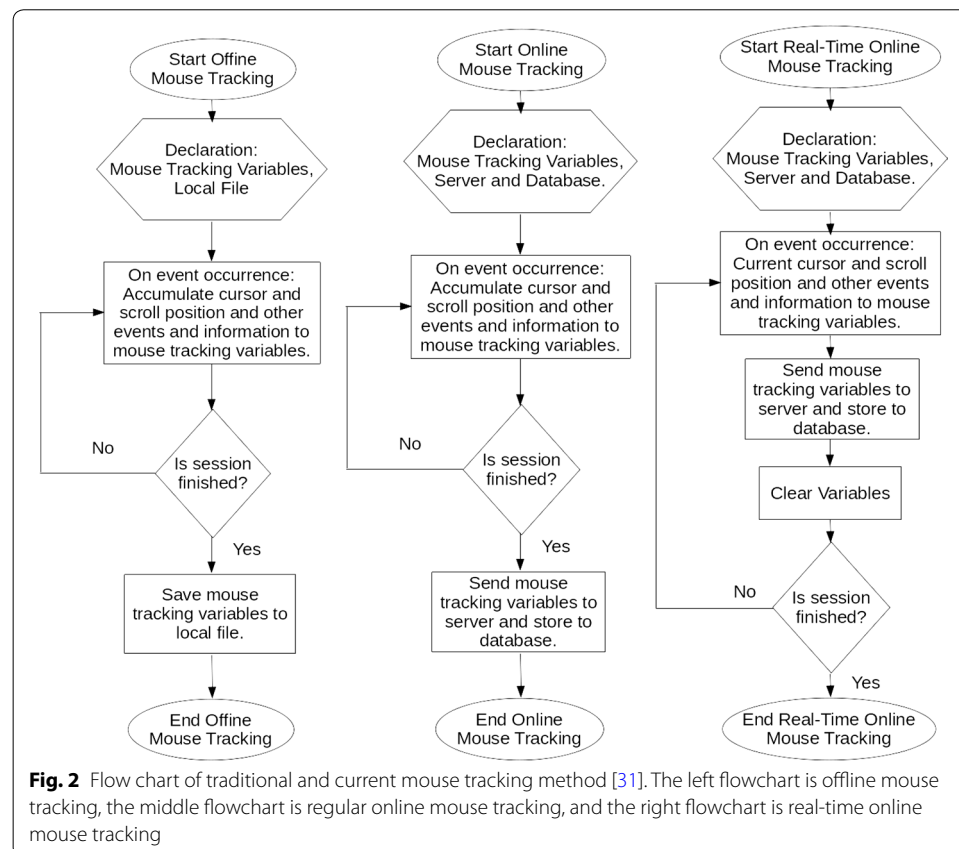 Start Offine
Mouse Tracking
Declaration:
Mouse Tracking Variables,
Local File
On event occurrence:
Accumulate cursor and
scroll position and other
events and information to
mouse tracking variables.
No
Is session
finished?
Yes
Save mouse
tracking variables to
local file.
End Offine
Mouse Tracking
Start Online
Mouse Tracking
Declaration:
Mouse Tracking Variables,
Server and Database.
On event occurrence:
Accumulate cursor and
scroll position and other
events and information to
mouse tracking variables.
No
Is session
finished?
Yes
Send mouse
tracking variables to
server and store to
database.
End Online
Mouse Tracking
Start Real-Time Online
Mouse Tracking
Declaration:
Mouse Tracking Variables,
Server and Database.
On event occurrence:
Current cursor and scroll
position and other events
and information to mouse
tracking variables.
Send mouse
tracking variables to
server and store to
database.
Clear Variables
No
Is session
finished?
Yes
End Real-Time Online
Mouse Tracking
Fig. 2 Flow chart of traditional and current mouse tracking method [31]. The left flowchart is offline mouse
tracking, the middle flowchart is regular online mouse tracking, and the right flowchart is real-time online
mouse tracking